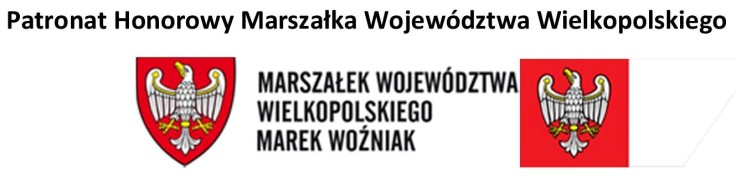 Patronat Honorowy Marszałka Województwa Wielkopolskiego
MARSZAŁEK WOJEWÓDZTWA
WIELKOPOLSKIEGO
MAREK WOŹNIAK